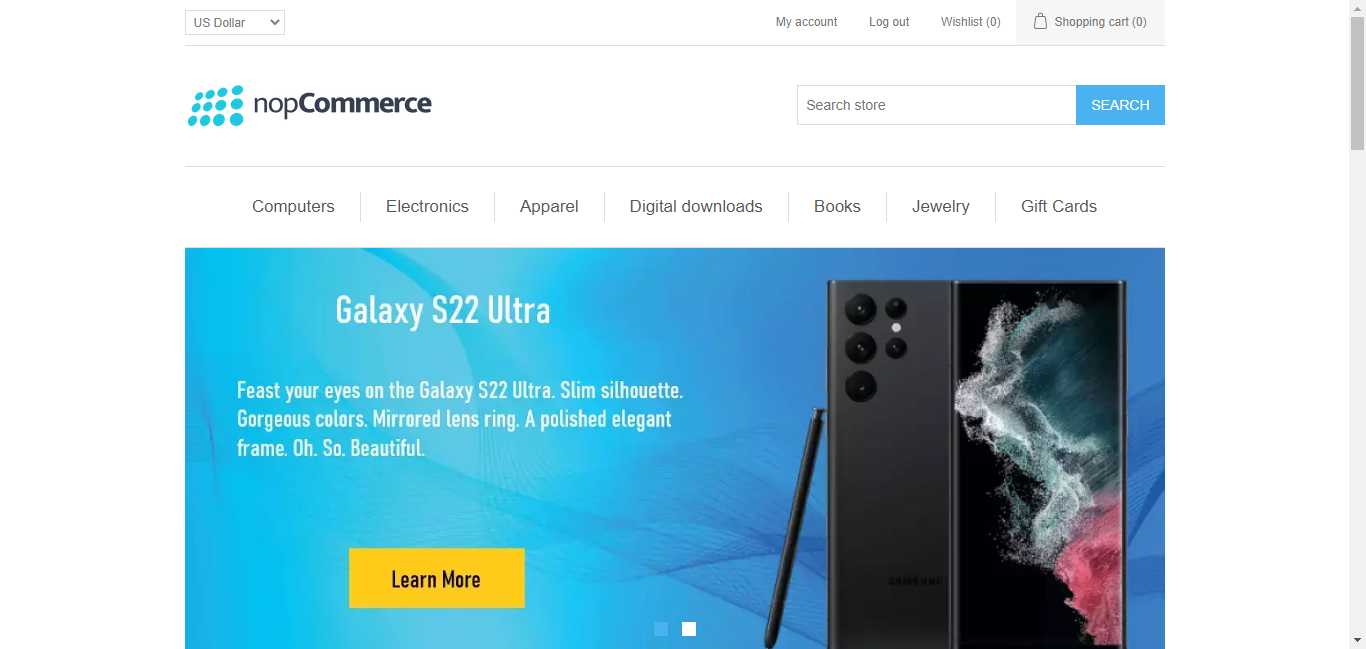 US Dollar
My account
Log out
Wishlist (0)
Shopping cart (0)
nopCommerce
Search store
SEARCH
Computers
Electronics
Apparel
Digital downloads
Books
Jewelry
Gift Cards
Galaxy S22 Ultra
Feast your eyes on the Galaxy S22 Ultra. Slim silhouette.
Gorgeous colors. Mirrored lens ring. A polished elegant
frame. Oh. So. Beautiful.
Learn More
SAMSUNG